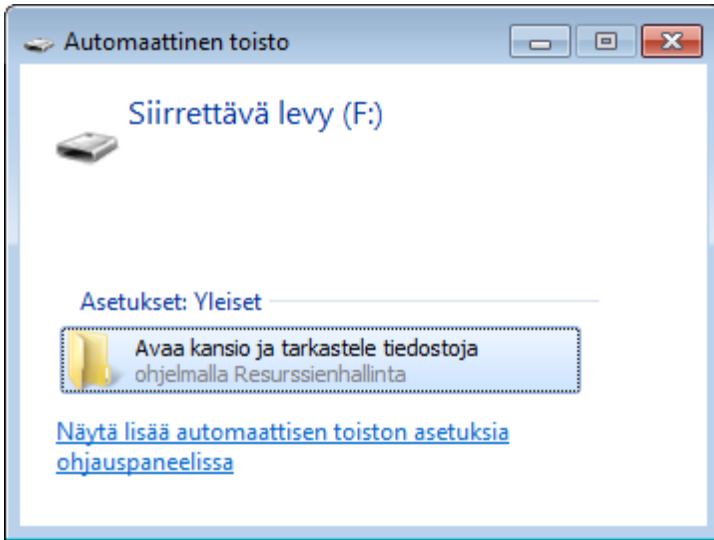 Automaattinen toisto
Siirrettävä levy (F:)
Asetukset: Yleiset
Avaa kansio ja tarkastele tiedostoja
ohjelmalla Resurssienhallinta
Näytä lisää automaattisen toiston asetuksia
ohjauspaneelissa